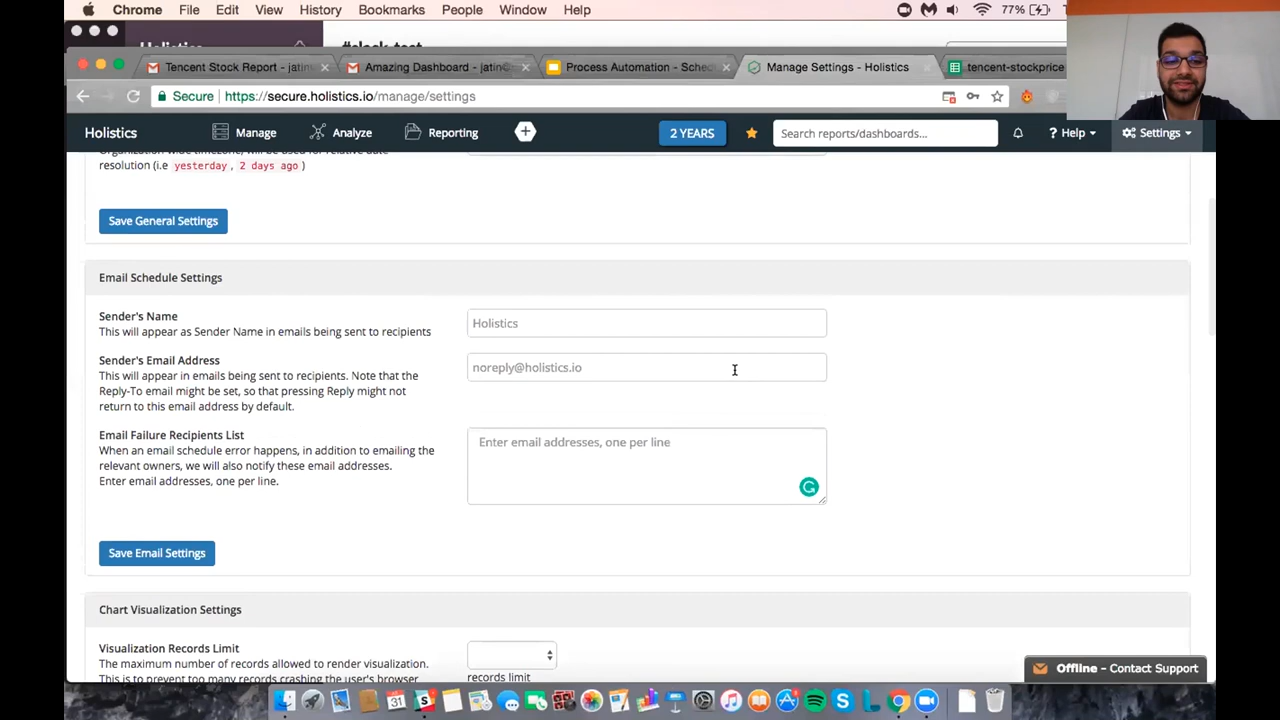 Chrome File Edit View History Bookmarks People Window Help 77%
Holistics #slack-test
Tencent Stock Report - jatin Amazing Dashboard - jatin@ Process Automation - Sched Manage Settings - Holistics tencent-stockprice
Secure https://secure.holistics.io/manage/settings
Holistics Manage Analyze Reporting 2 YEARS Search reports/dashboards... Help Settings
Organization wide timezone, will be used for relative date
resolution (i.e yesterday, 2 days ago)
Save General Settings
Email Schedule Settings
Sender's Name
This will appear as Sender Name in emails being sent to recipients
Holistics
Sender's Email Address
This will appear in emails being sent to recipients. Note that the
Reply-To email might be set, so that pressing Reply might not
return to this email address by default.
noreply@holistics.io
Email Failure Recipients List
When an email schedule error happens, in addition to emailing the
relevant owners, we will also notify these email addresses.
Enter email addresses, one per line.
Enter email addresses, one per line
Save Email Settings
Chart Visualization Settings
Visualization Records Limit
The maximum number of records allowed to render visualization.
This is to prevent too many records crashing the user's browser
records limit
Offline - Contact Support